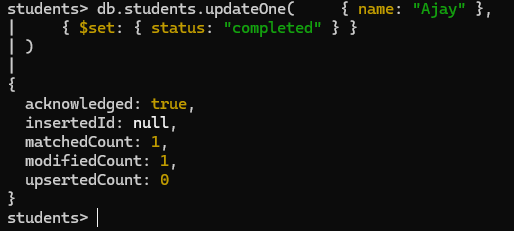 students> db.students.updateOne(     { name: "Ajay" },
|     { $set: { status: "completed" } }
| )
|
{
  acknowledged: true,
  insertedId: null,
  matchedCount: 1,
  modifiedCount: 1,
  upsertedCount: 0
}
students>